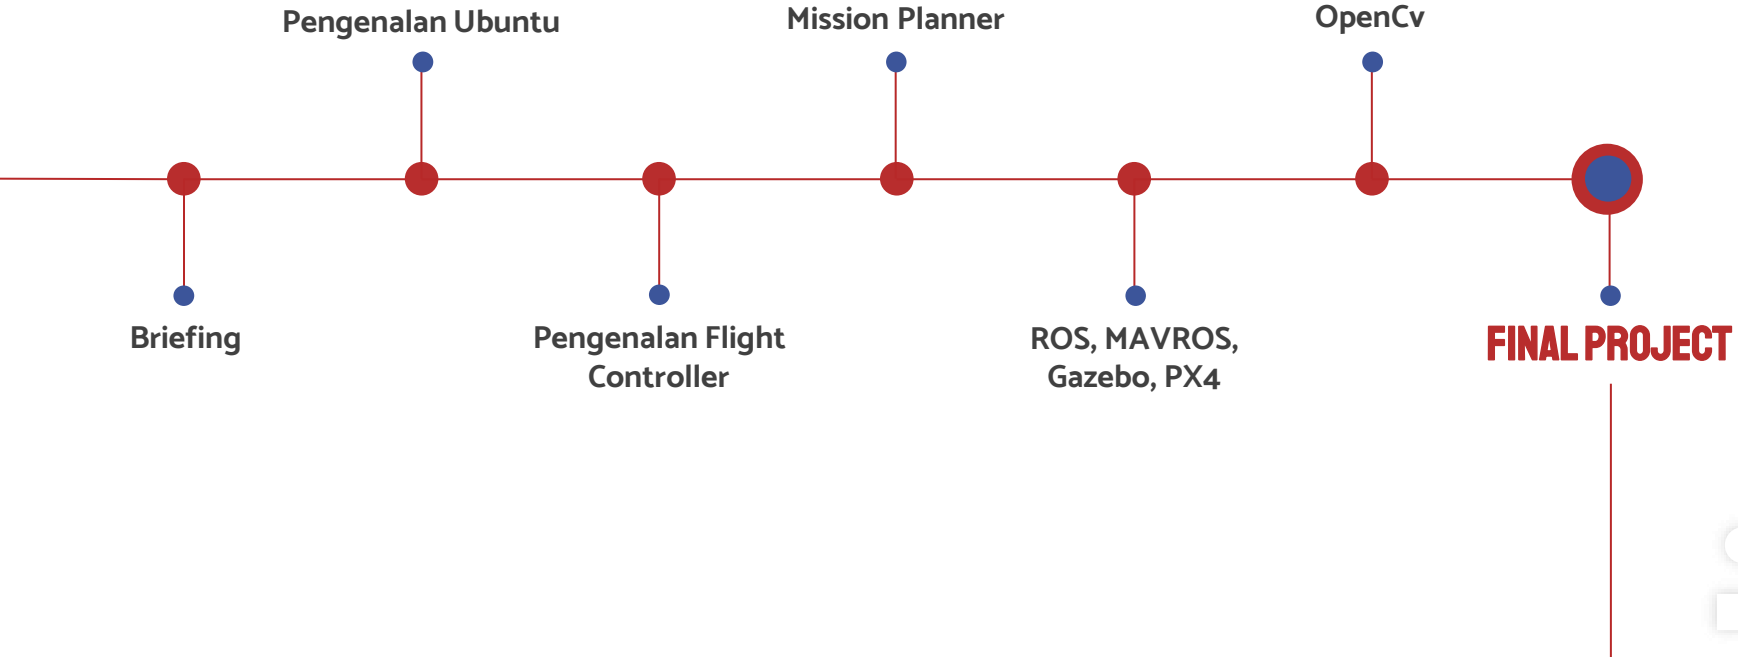 Pengenalan Ubuntu
Mission Planner
OpenCv
Briefing
Pengenalan Flight
Controller
ROS, MAVROS,
Gazebo, PX4
FINAL PROJECT